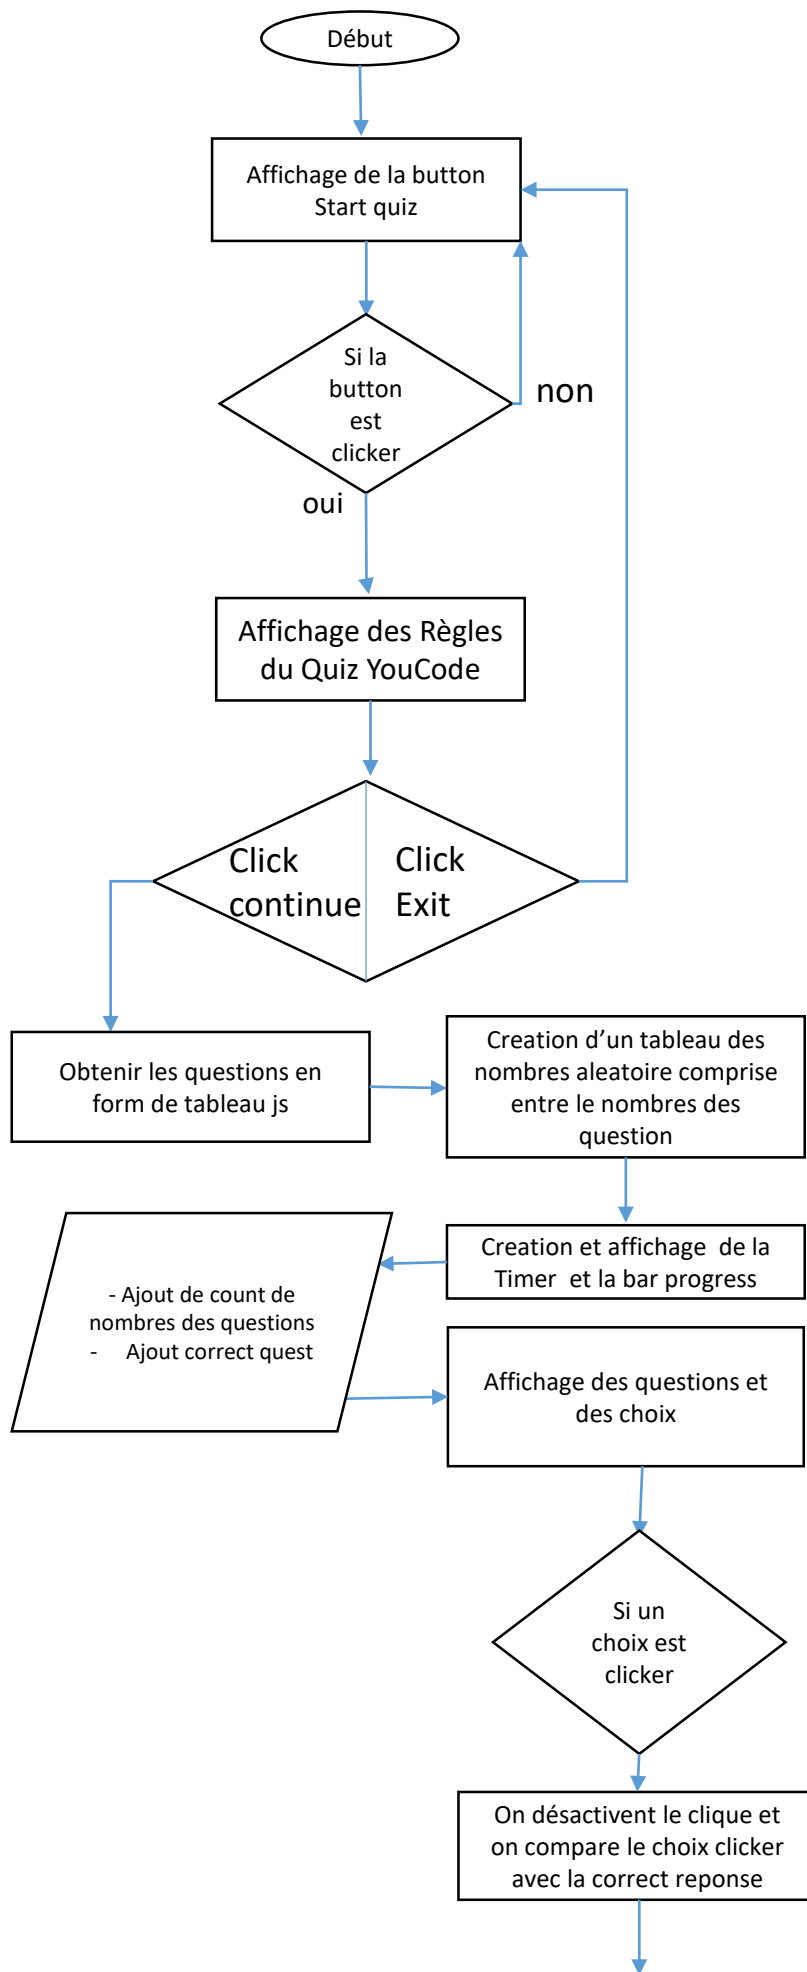 Début
Affichage de la button
Start quiz
Si la
button
est
clicker
non
oui
Affichage des Règles
du Quiz YouCode
Click
continue
Click
Exit
Obtenir les questions en
form de tableau js
Creation d’un tableau des
nombres aleatoire comprise
entre le nombres des
question
Creation et affichage  de la
Timer  et la bar progress
- Ajout de count de
nombres des questions
- Ajout correct quest
Affichage des questions et
des choix
Si un
choix est
clicker
On désactivent le clique et
on compare le choix clicker
avec la correct reponse